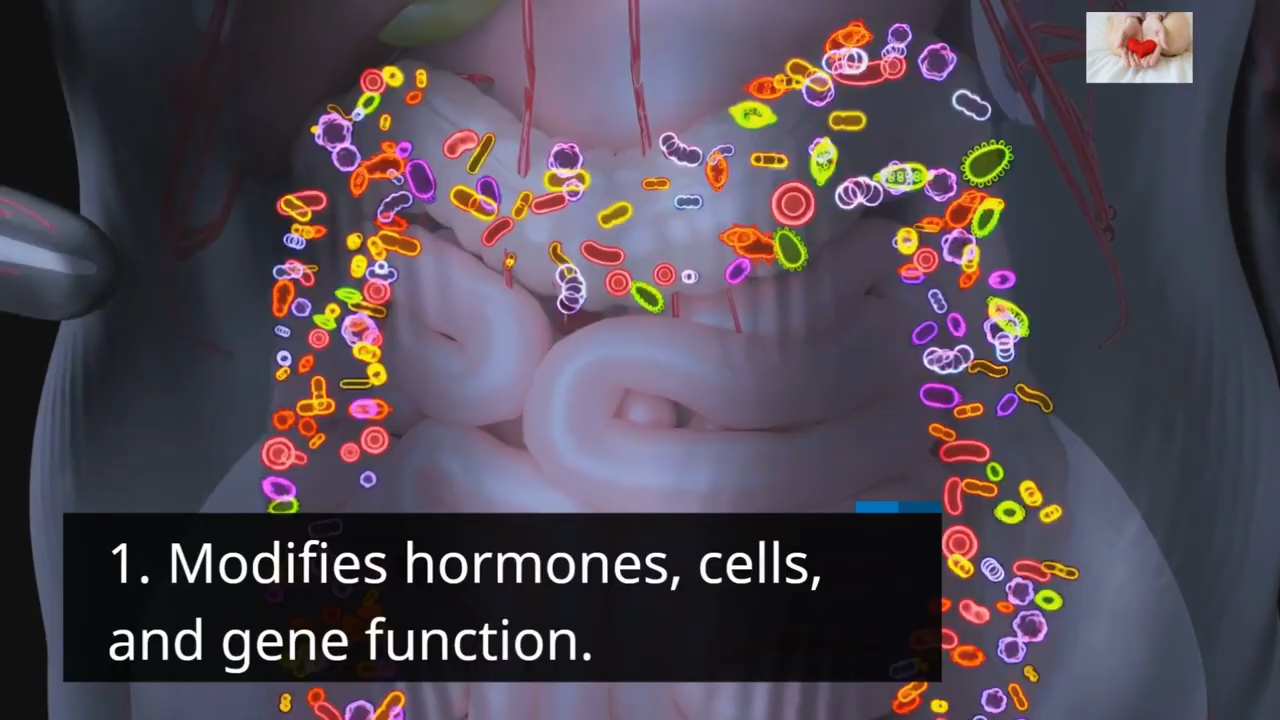 1. Modifies hormones, cells,
and gene function.